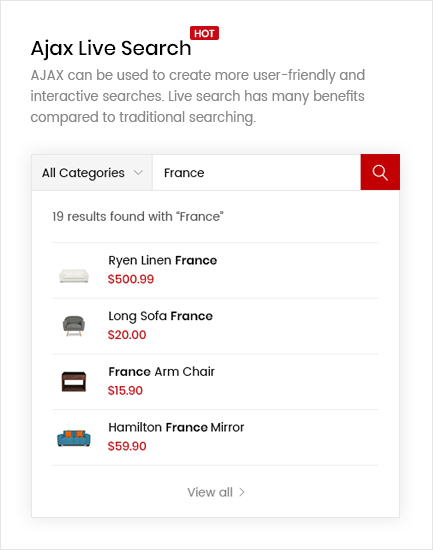 HOT
Ajax Live Search
AJAX can be used to create more user-friendly and
interactive searches. Live search has many benefits
compared to traditional searching.
All Categories France
19 results found with “France”
Ryen Linen France
$500.99
Long Sofa France
$20.00
France Arm Chair
$15.90
Hamilton France Mirror
$59.90
View all